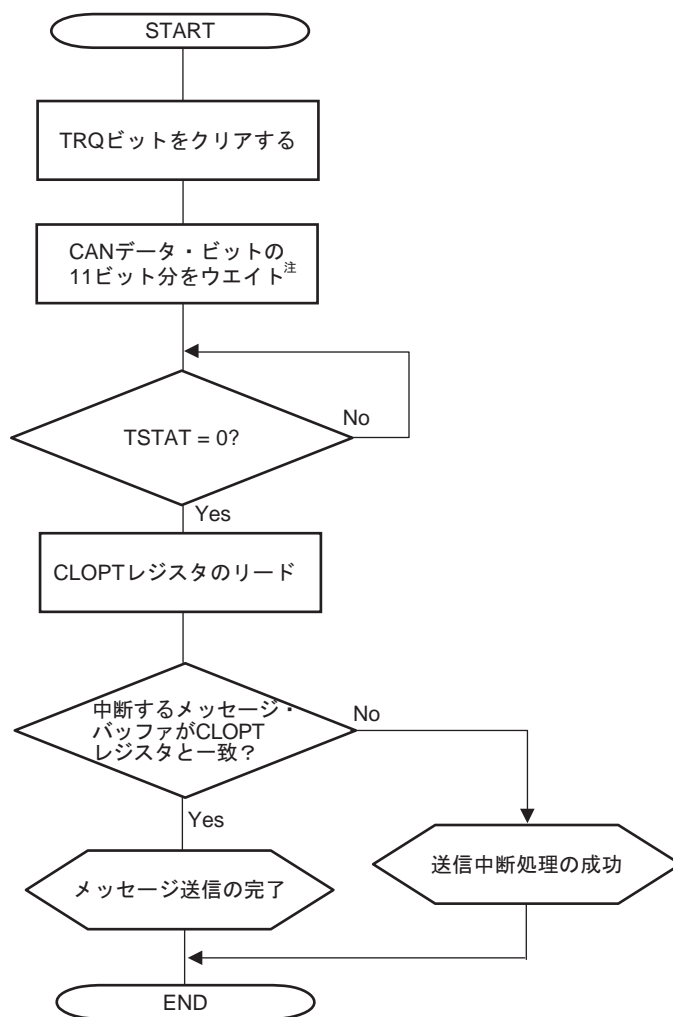 START
TRQビットをクリアする
CANデータ・ビットの
11ビット分をウエイト注
TSTAT = 0?
No
Yes
CLOPTレジスタのリード
中断するメッセージ・
バッファがCLOPT
レジスタと一致？
No
Yes
送信中断処理の成功
メッセージ送信の完了
END